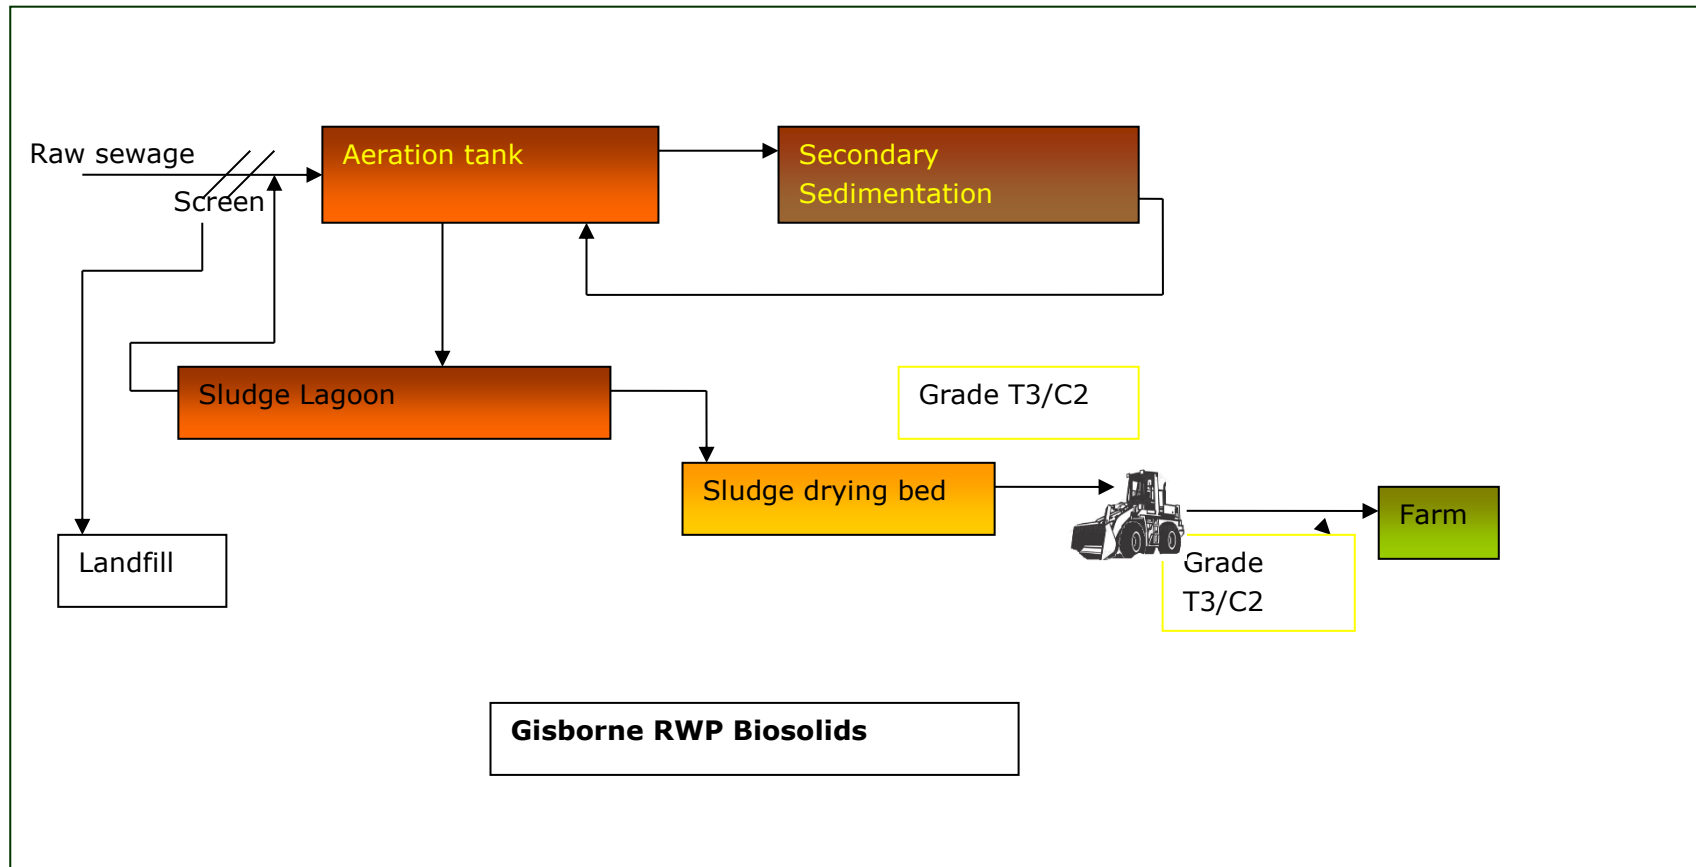 Raw sewage
Screen
Aeration tank
Secondary
Sedimentation
Sludge Lagoon
Grade T3/C2
Sludge drying bed
Farm
Grade
T3/C2
Landfill
Gisborne RWP Biosolids